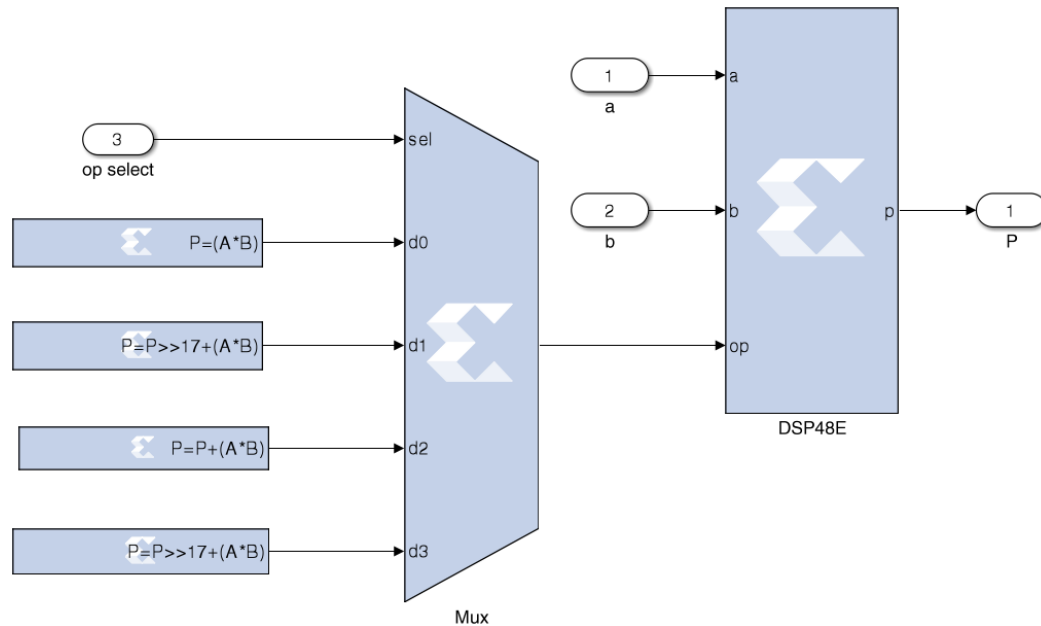 3
op select
sel
P=(A*B)
d0
P=P>>17+(A*B)
d1
P=P+(A*B)
d2
P=P>>17+(A*B)
d3
Mux
1
a
a
2
b
b
op
p
DSP48E
1
P